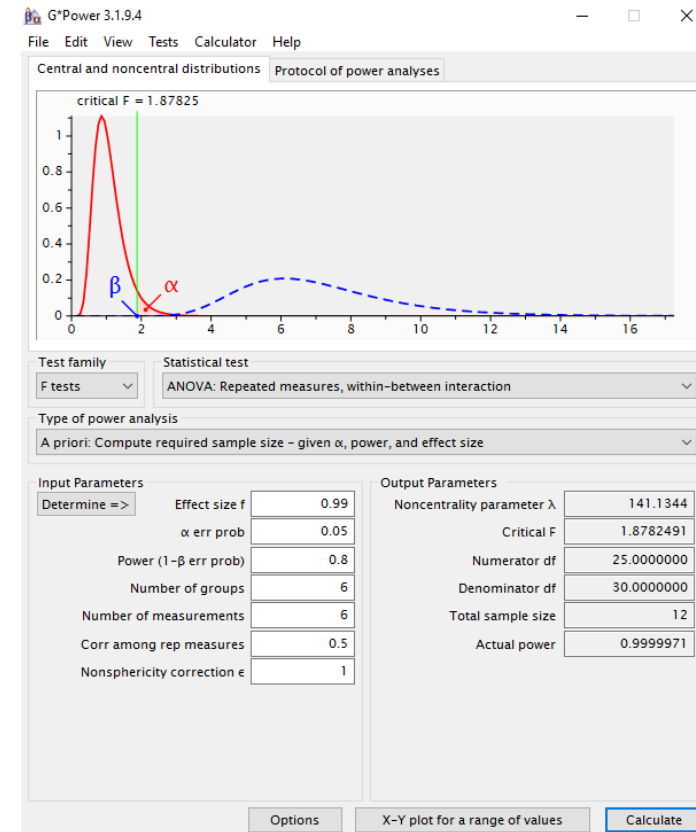 βα G*Power 3.1.9.4
File Edit View Tests Calculator Help
Central and noncentral distributions Protocol of power analyses
critical F = 1.87825
1
0.8
0.6
0.4
0.2
0
β α
0 2 4 6 8 10 12 14 16
Test family Statistical test
F tests ANOVA: Repeated measures, within-between interaction
Type of power analysis
A priori: Compute required sample size - given α, power, and effect size
Input Parameters Output Parameters
Determine => Effect size f 0.99 Noncentrality parameter λ 141.1344
α err prob 0.05 Critical F 1.8782491
Power (1-β err prob) 0.8 Numerator df 25.0000000
Number of groups 6 Denominator df 30.0000000
Number of measurements 6 Total sample size 12
Corr among rep measures 0.5 Actual power 0.9999971
Nonsphericity correction ϵ 1
Options X-Y plot for a range of values Calculate